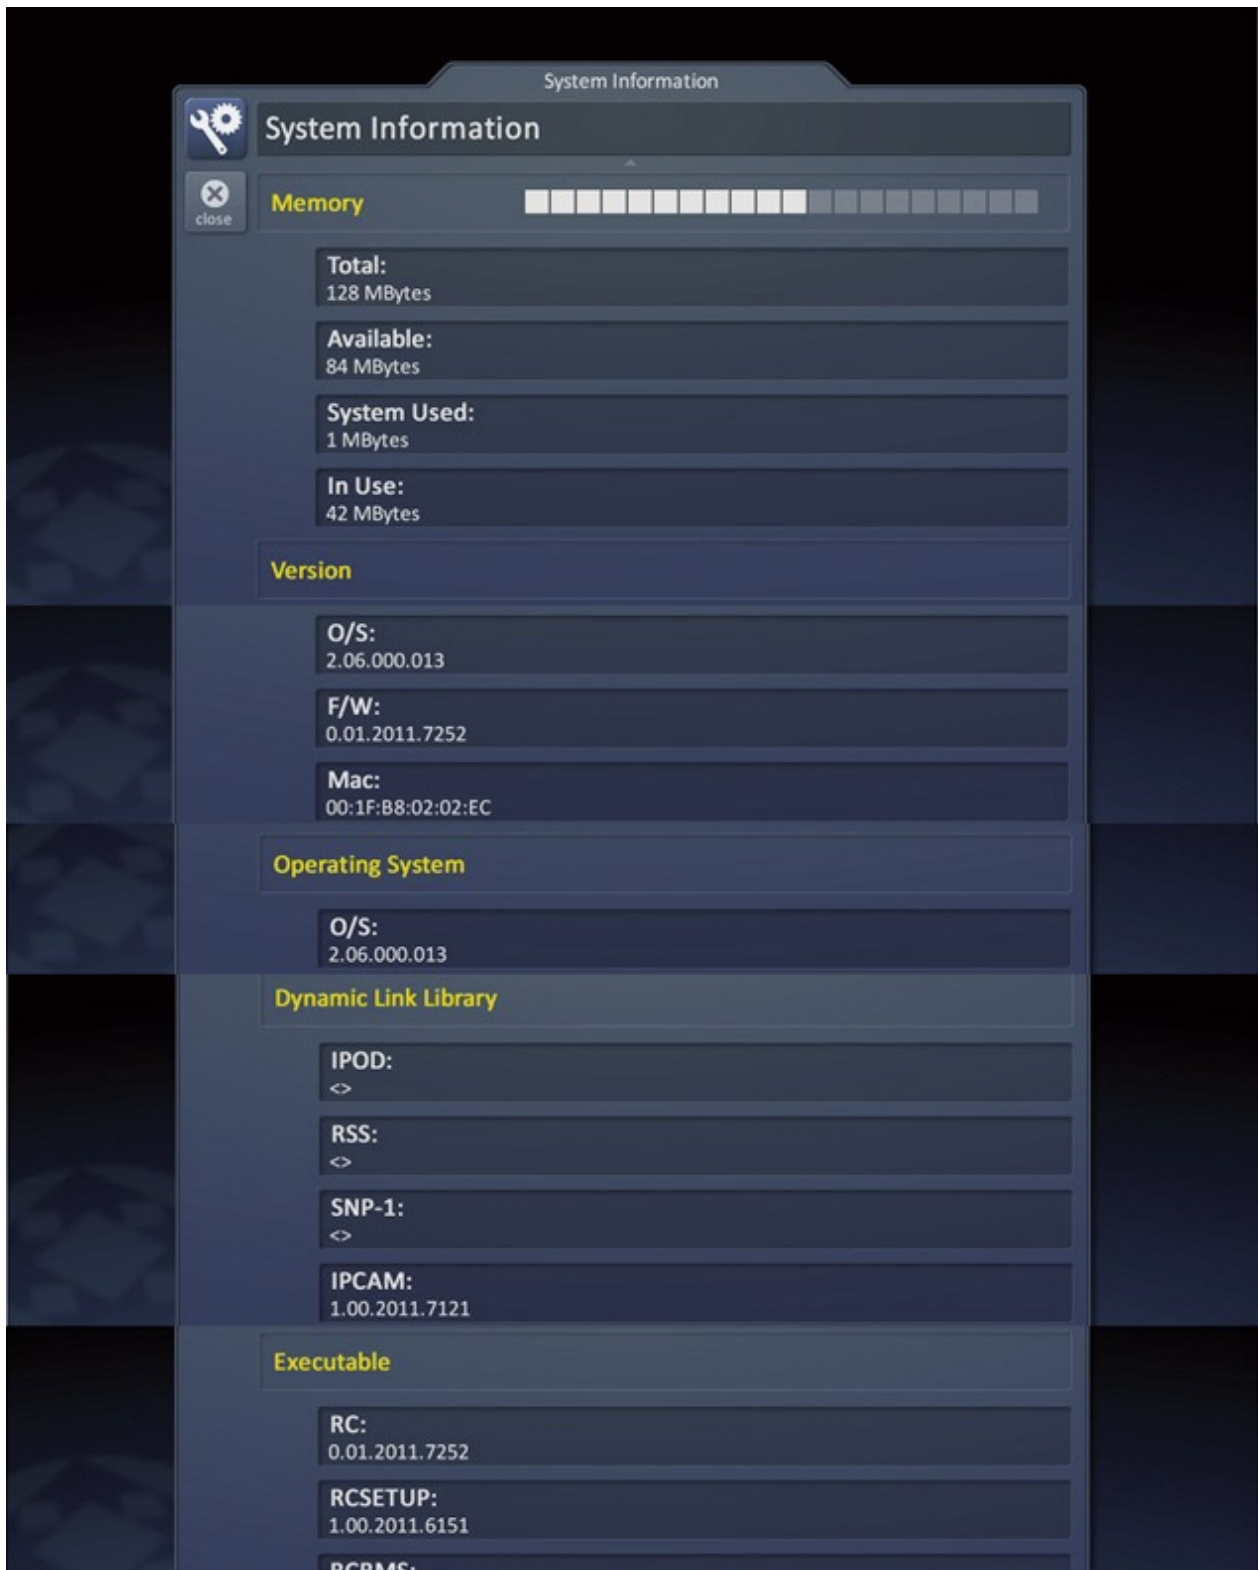 System Information
System Information
close
Memory
Total:
128 MBytes
Available:
84 MBytes
System Used:
1 MBytes
In Use:
42 MBytes
Version
O/S:
2.06.000.013
F/W:
0.01.2011.7252
Mac:
00:1F:B8:02:02:EC
Operating System
O/S:
2.06.000.013
Dynamic Link Library
IPOD:
<>
RSS:
<>
SNP-1:
<>
IPCAM:
1.00.2011.7121
Executable
RC:
0.01.2011.7252
RCSETUP:
1.00.2011.6151